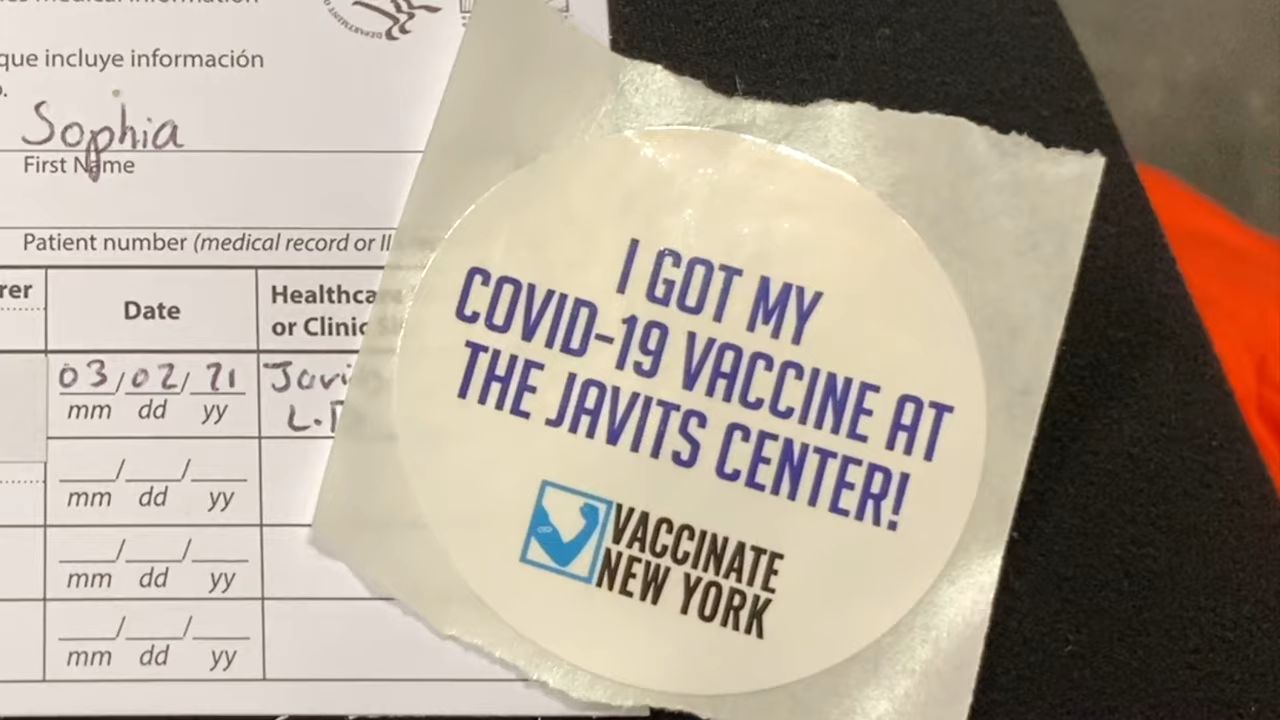 que incluye información
Sophia
First Name
Patient number (medical record or
Date
or Clinic
03/02/21
mm dd yy
L.
mm dd yy
mm dd yy
mm dd yy
I GOT MY
COVID-19 VACCINE AT
THE JAVITS CENTER!
VACCINATE
NEW YORK